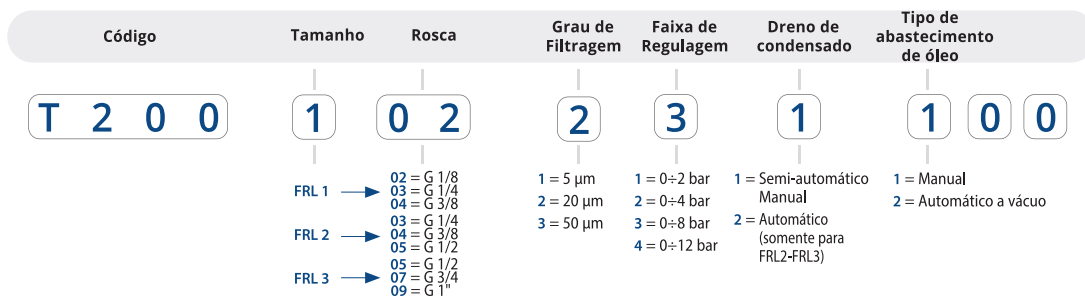 Código
Tamanho
Rosca
Grau de
Filtragem
Faixa de
Regulagem
Dreno de
condensado
Tipo de
abastecimento
de óleo
T 2 0 0
1
0 2
2
3
1
1
0
0
FRL 1
02 = G 1/8
03 = G 1/4
04 = G 3/8
FRL 2
03 = G 1/4
04 = G 3/8
05 = G 1/2
FRL 3
05 = G 1/2
07 = G 3/4
09 = G 1"
1 = 5 µm
2 = 20 µm
3 = 50 µm
1 = 0÷2 bar
2 = 0÷4 bar
3 = 0÷8 bar
4 = 0÷12 bar
1 = Semi-automático
Manual
2 = Automático
(somente para
FRL2-FRL3)
1 = Manual
2 = Automático a vácuo